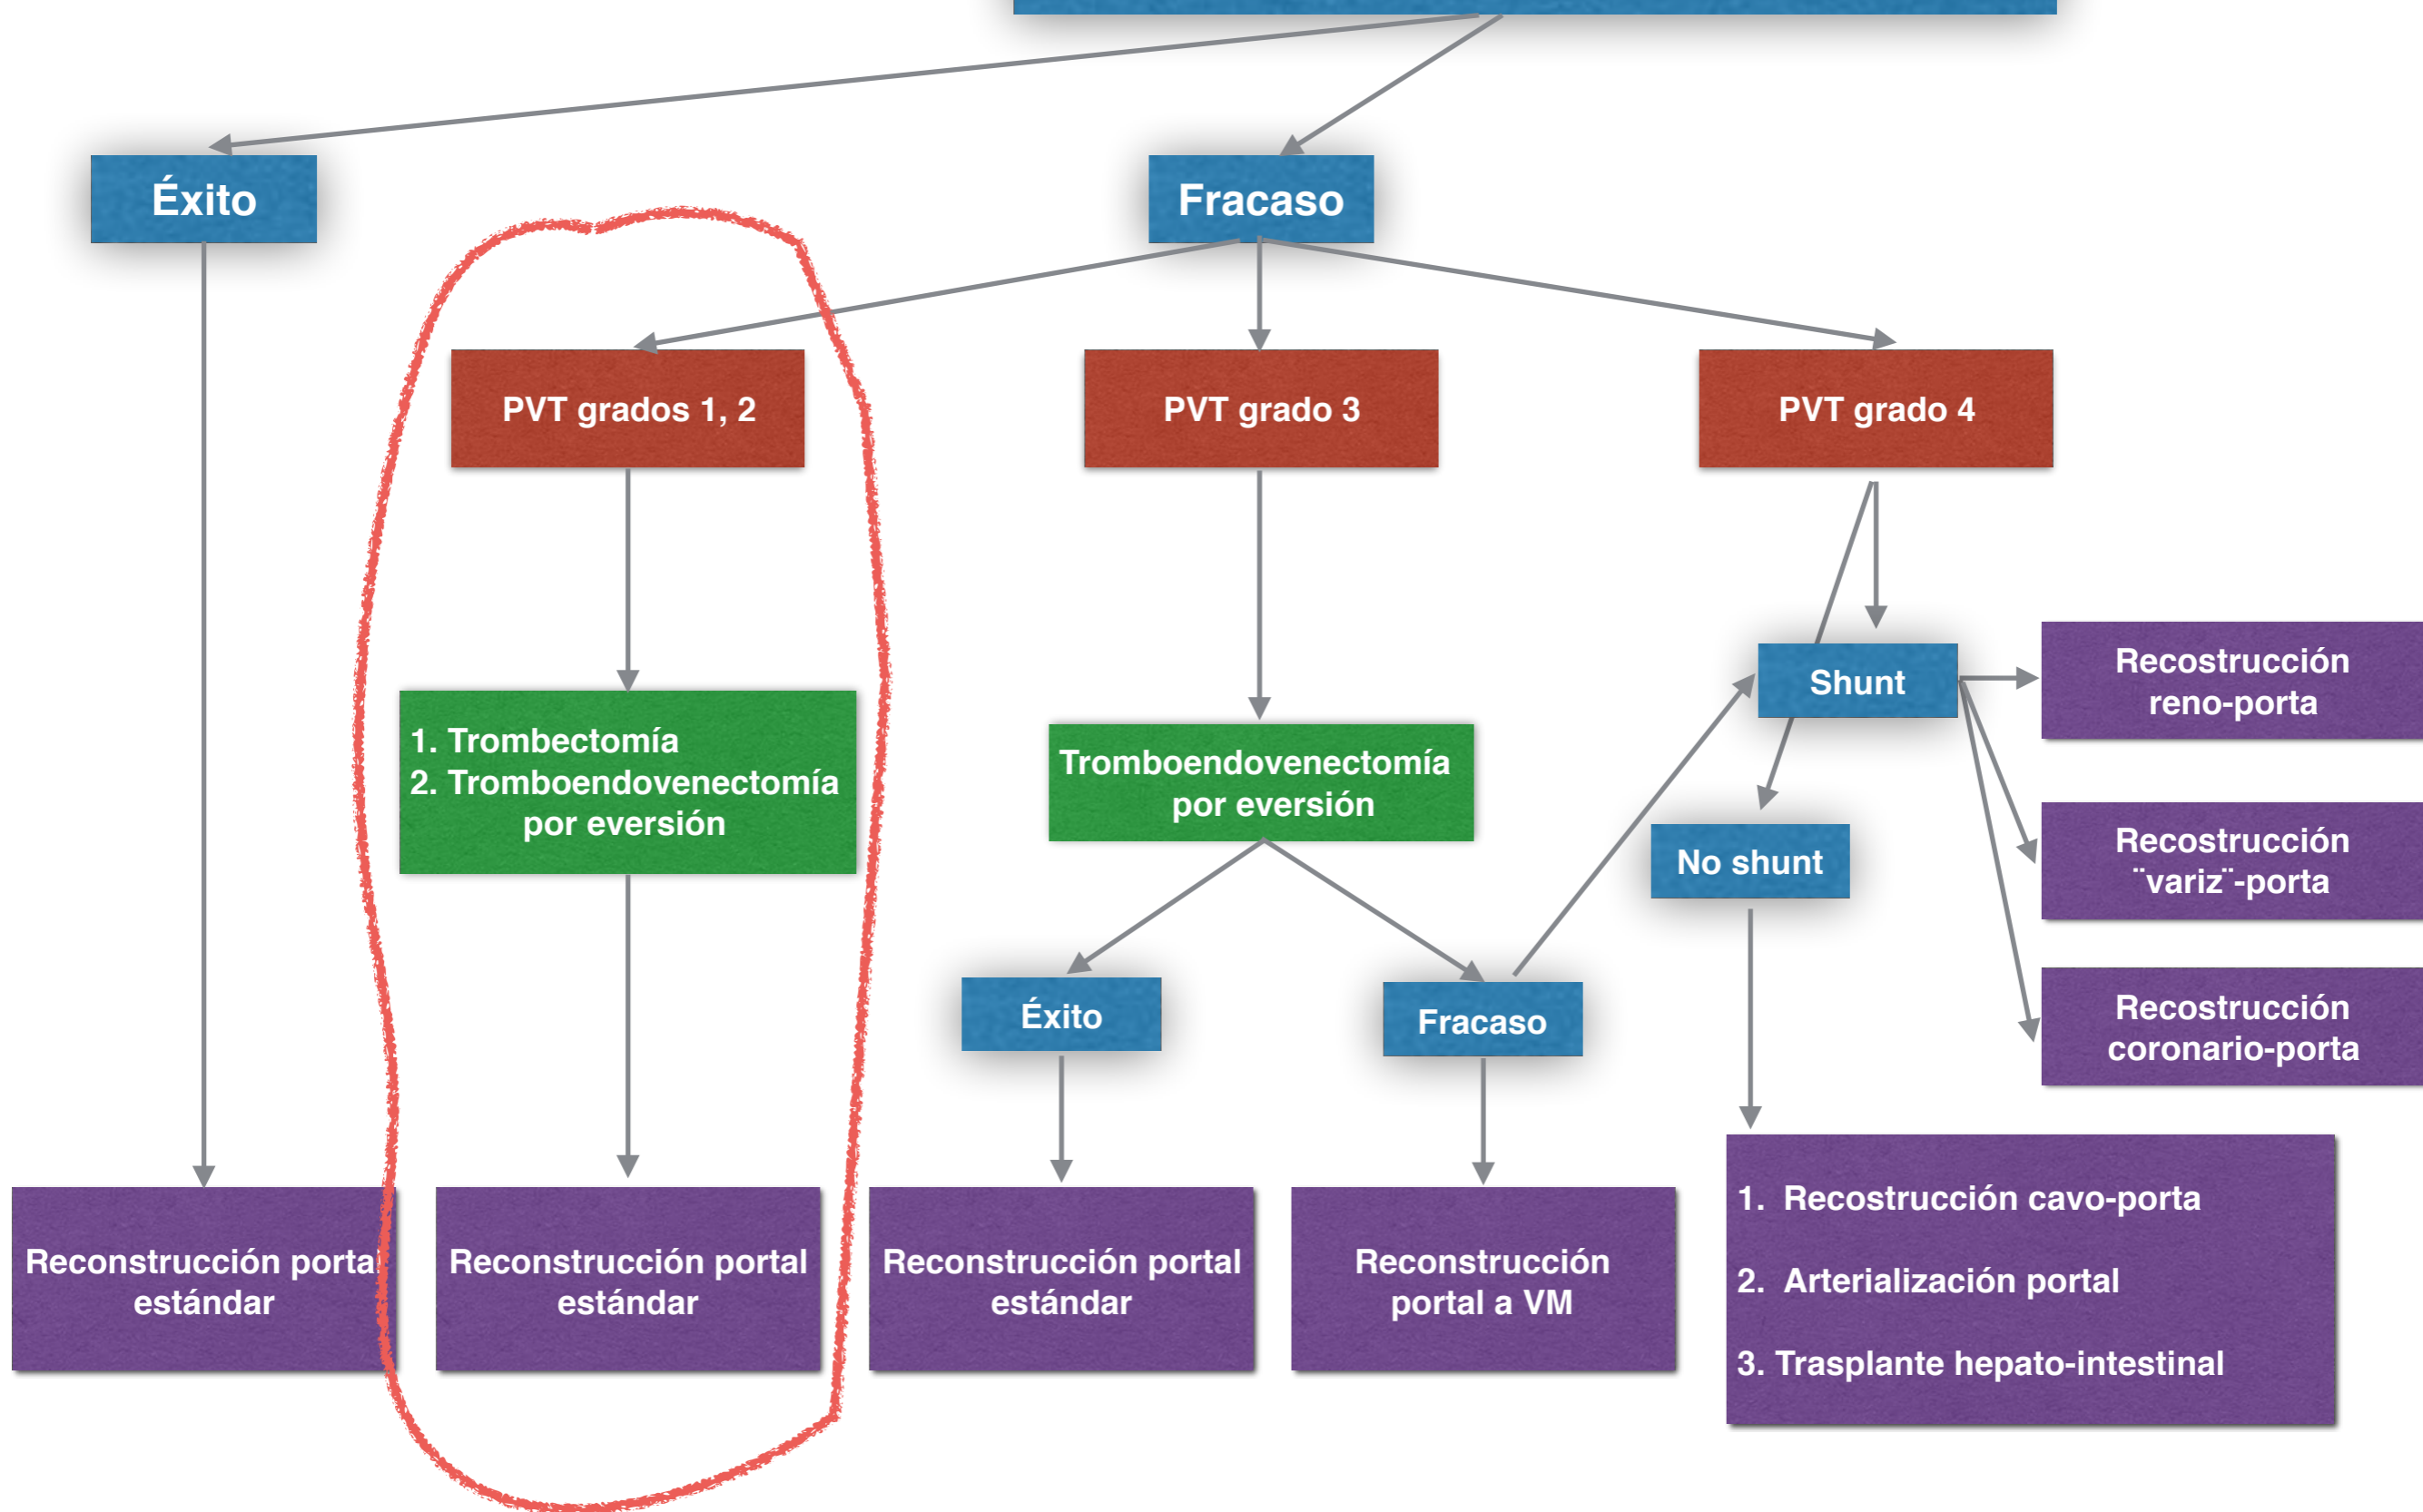 Éxito
Fracaso
PVT grados 1, 2
PVT grado 3
PVT grado 4
1. Trombectomía
2. Tromboendovenectomía
por eversión
Tromboendovenectomía
por eversión
Shunt
No shunt
Recostrucción
reno-porta
Recostrucción
¨variz¨-porta
Recostrucción
coronario-porta
Éxito
Fracaso
Reconstrucción portal
estándar
Reconstrucción portal
estándar
Reconstrucción portal
estándar
Reconstrucción
portal a VM
1. Recostrucción cavo-porta
2. Arterialización portal
3. Trasplante hepato-intestinal